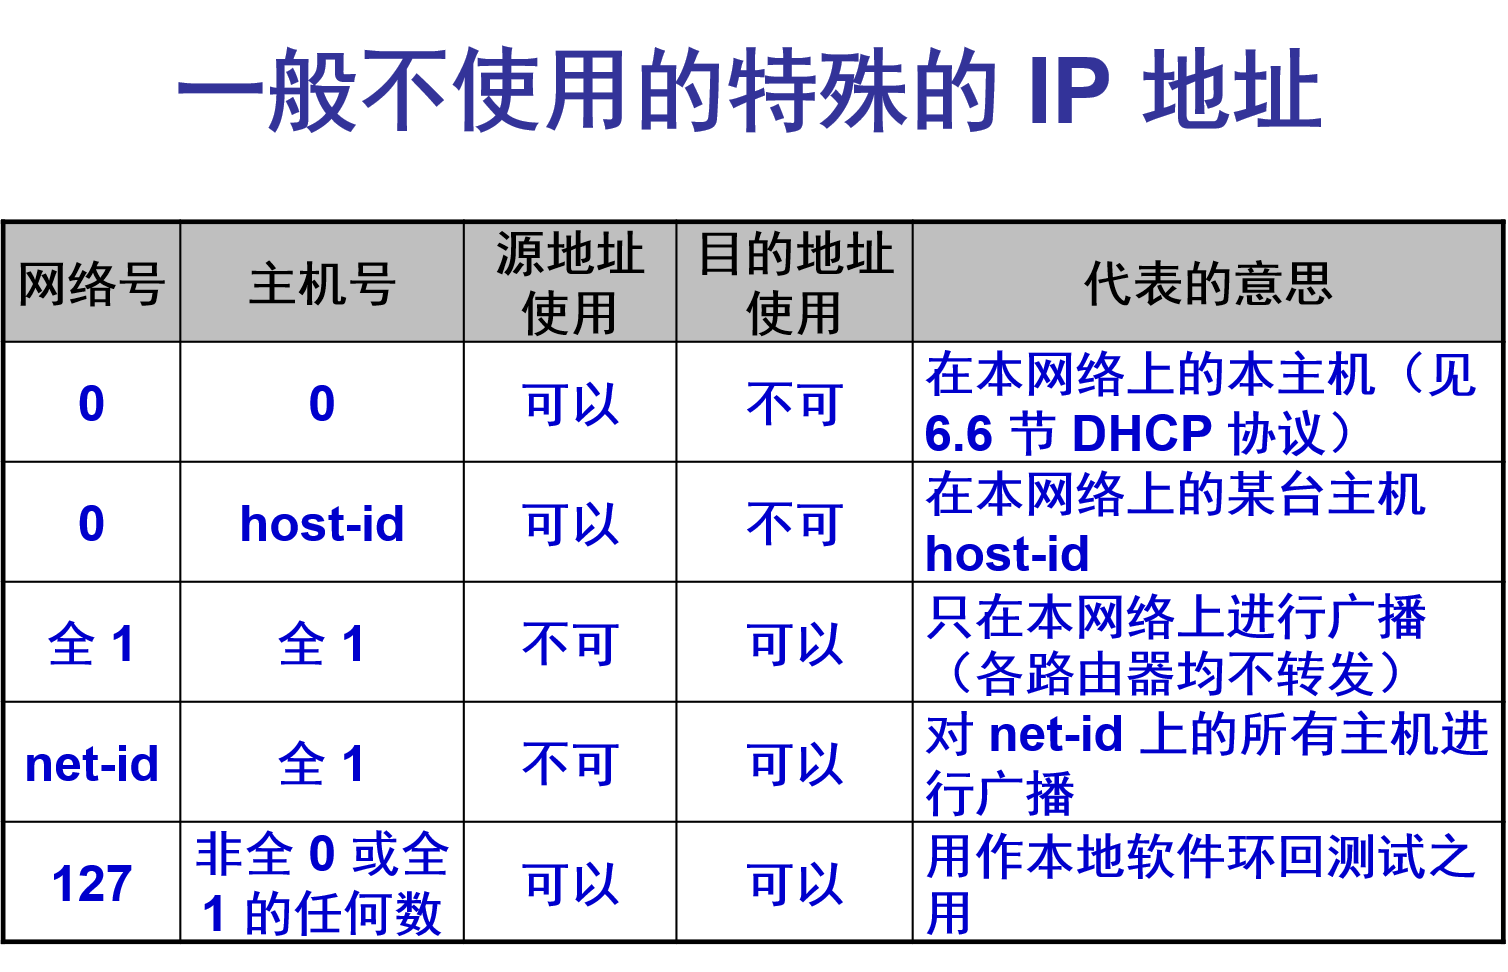 一般不使用的特殊的 IP 地址
网络号 主机号 源地址使用 目的地址使用 代表的意思
0 0 可以 不可 在本网络上的本主机（见
6.6 节 DHCP 协议）
0 host-id 可以 不可 在本网络上的某台主机
host-id
全 1 全 1 不可 可以 只在本网络上进行广播
（各路由器均不转发）
net-id 全 1 不可 可以 对 net-id 上的所有主机进
行广播
127 非全 0 或全 1 的任何数 可以 可以 用作本地软件环回测试之
用